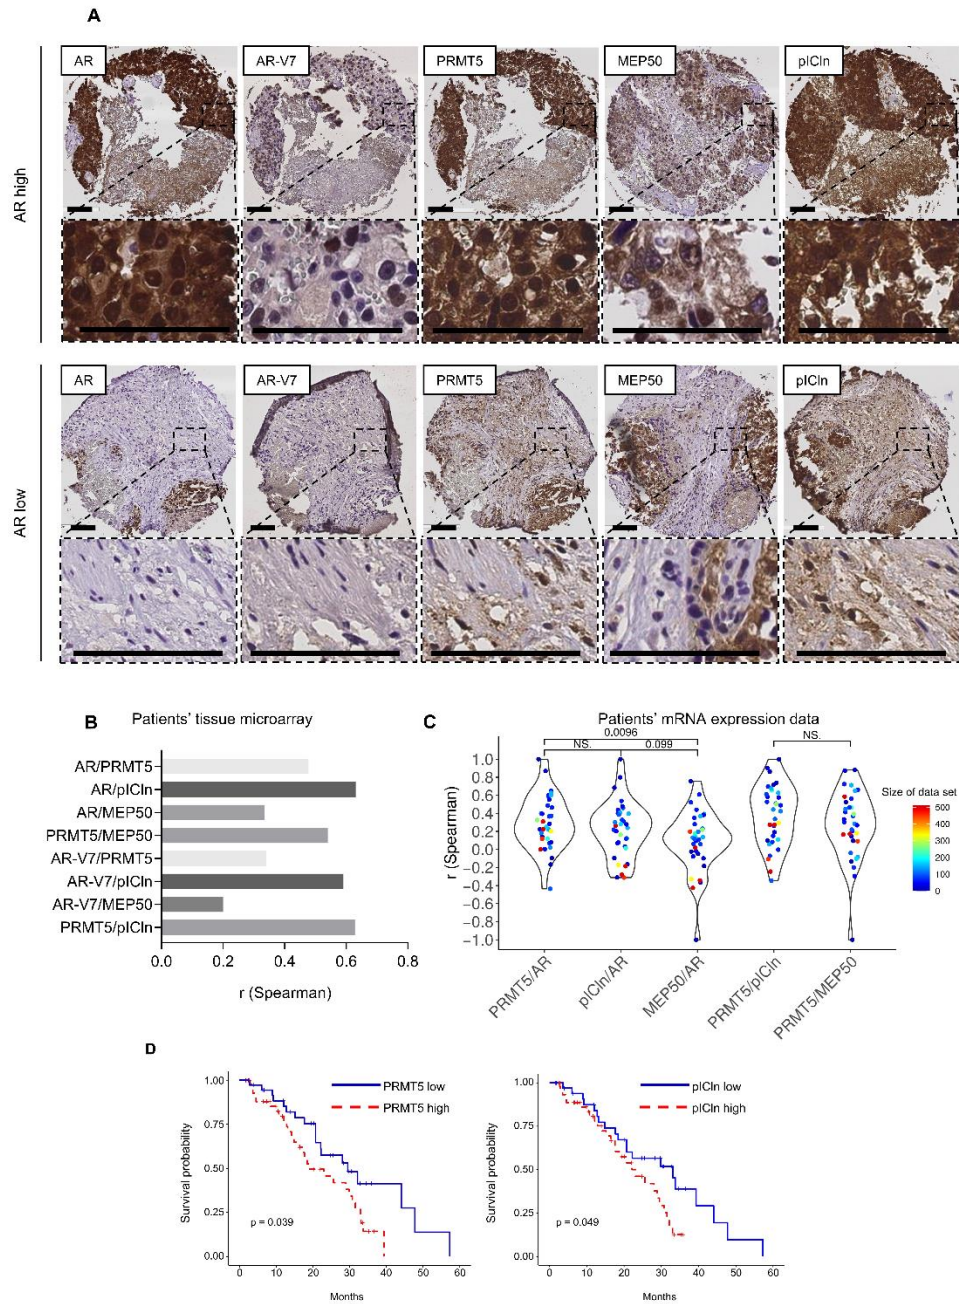 A
AR high
AR
AR-V7
PRMT5
MEP50
pICln
AR low
AR
AR-V7
PRMT5
MEP50
pICln
B
Patients' tissue microarray
AR/PRMT5
AR/pICln
AR/MEP50
PRMT5/MEP50
AR-V7/PRMT5
AR-V7/pICln
AR-V7/MEP50
PRMT5/pICln
0.0 0.2 0.4 0.6 0.8
r (Spearman)
C
Patients' mRNA expression data
0.0096
NS. 0.099 NS.
r (Spearman)
1.0
0.8
0.6
0.4
0.2
0.0
−0.2
−0.4
−0.6
−0.8
−1.0
PRMT5/AR
pICln/AR
MEP50/AR
PRMT5/pICln
PRMT5/MEP50
Size of data set
500
400
300
200
100
0
D
Survival probability
1.00
0.75
0.50
0.25
0.00
PRMT5 low
PRMT5 high
p = 0.039
0 10 20 30 40 50 60
Months
Survival probability
1.00
0.75
0.50
0.25
0.00
pICln low
pICln high
p = 0.049
0 10 20 30 40 50 60
Months